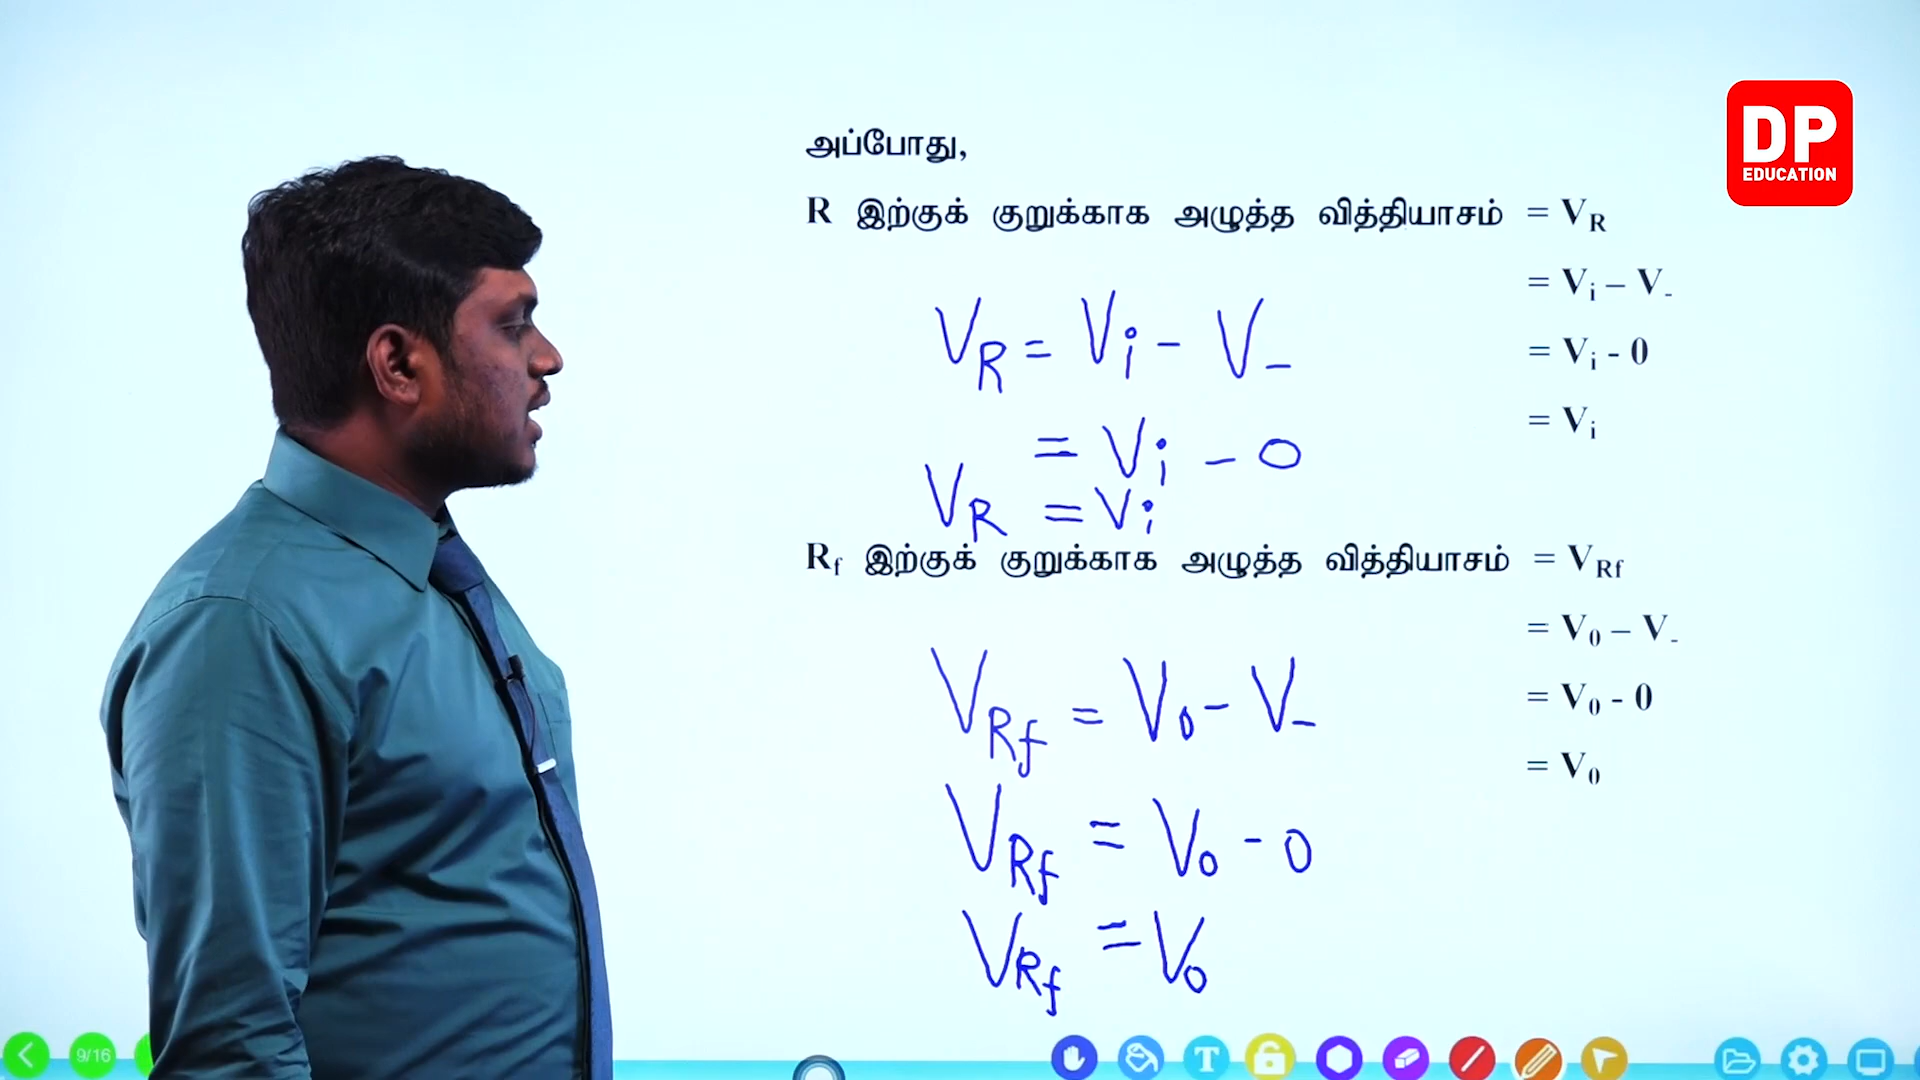 DP
EDUCATION
அப்போது,
R இற்குக் குறுக்காக அழுத்த வித்தியாசம் = V_R
= V_i – V_-
= V_i - 0
= V_i
V_R = V_i - V_-
= V_i - 0
V_R = V_i
R_f இற்குக் குறுக்காக அழுத்த வித்தியாசம் = V_Rf
= V_0 – V_-
= V_0 - 0
= V_0
V_Rf = V_0 - V_-
V_Rf = V_0 - 0
V_Rf = V_0
9/16
T